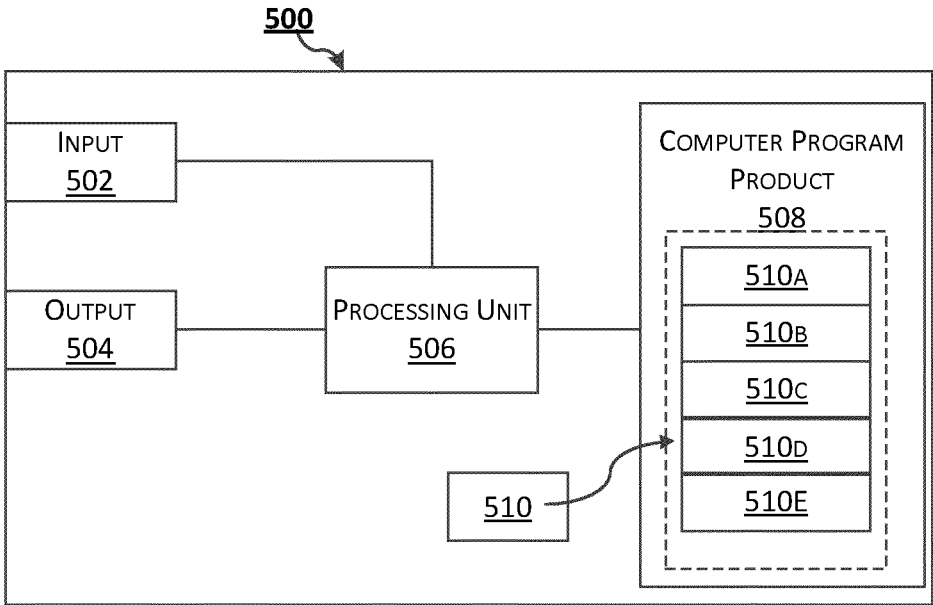 500
INPUT
502
OUTPUT
504
PROCESSING UNIT
506
COMPUTER PROGRAM
PRODUCT
508
510A
510B
510C
510D
510E
510